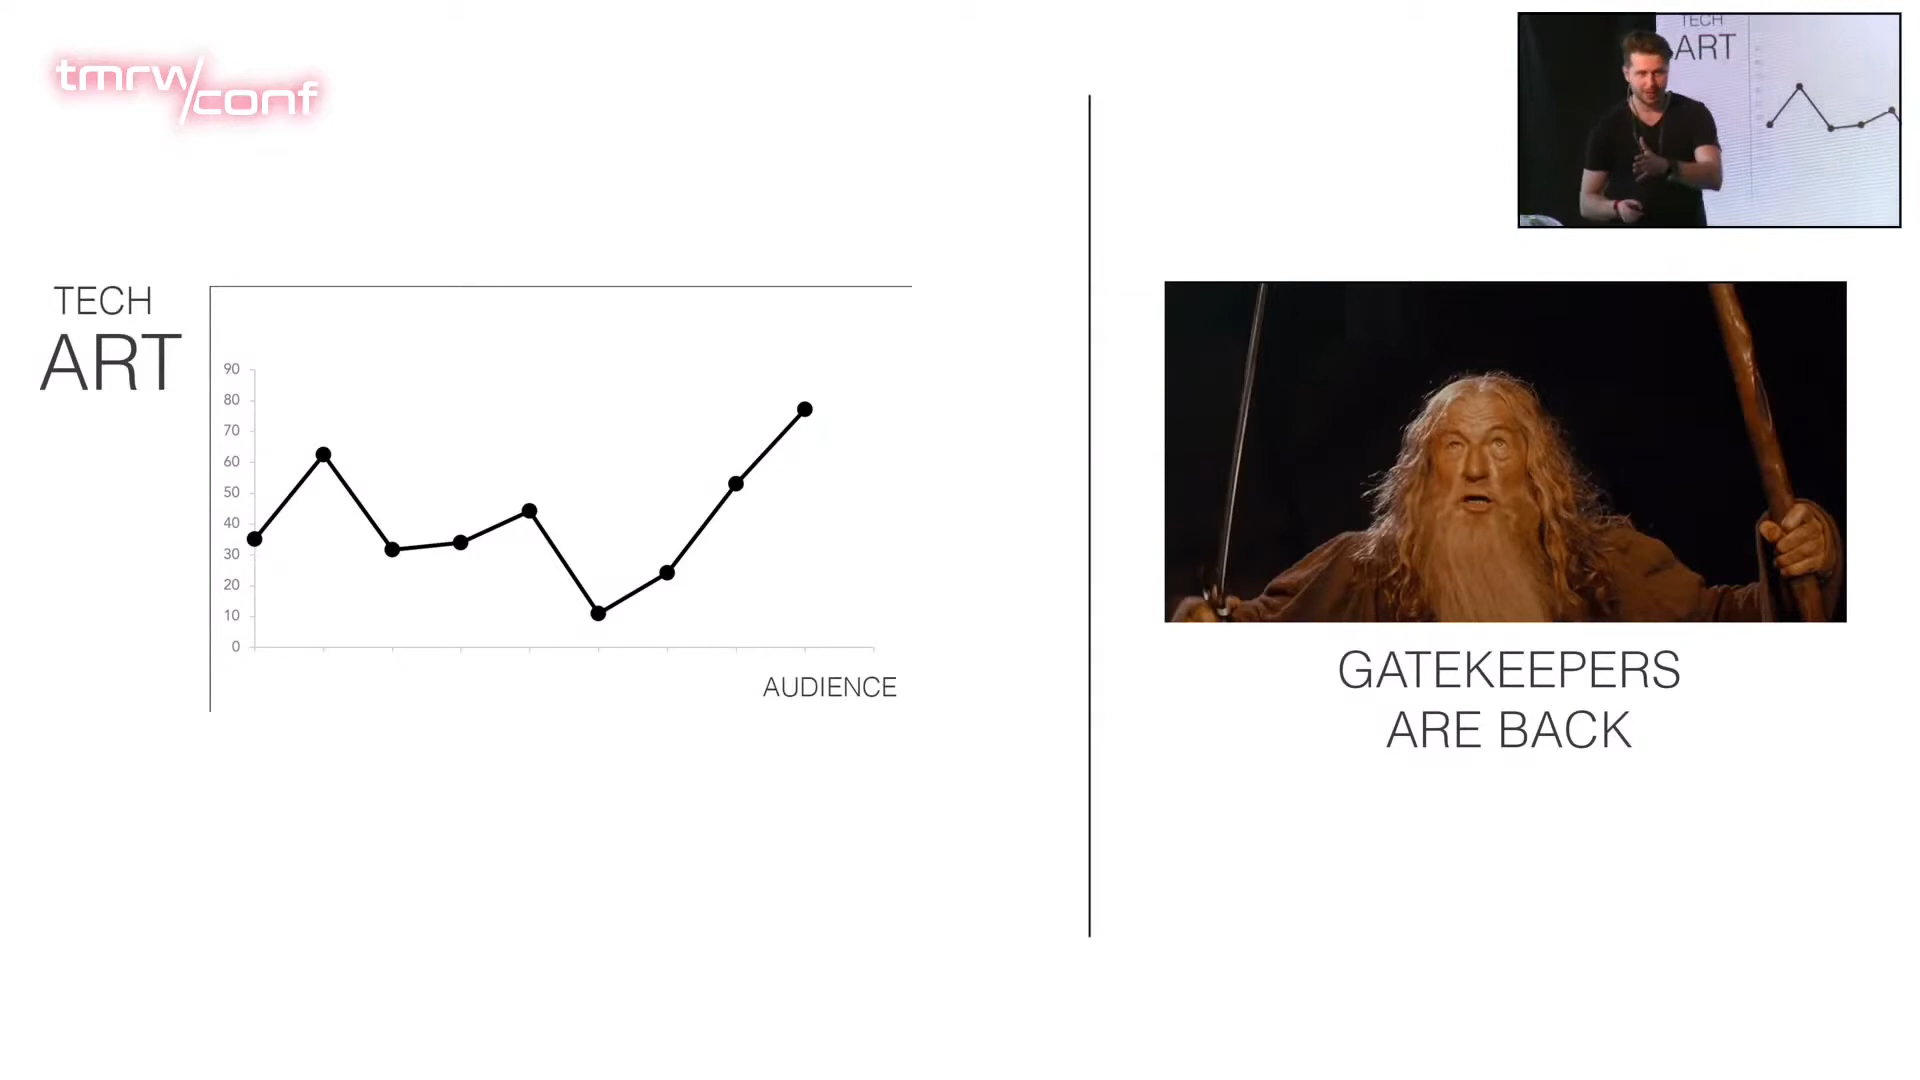 tmrw/
conf
TECH
ART
90
80
70
60
50
40
30
20
10
0
AUDIENCE
TECH
ART
GATEKEEPERS
ARE BACK